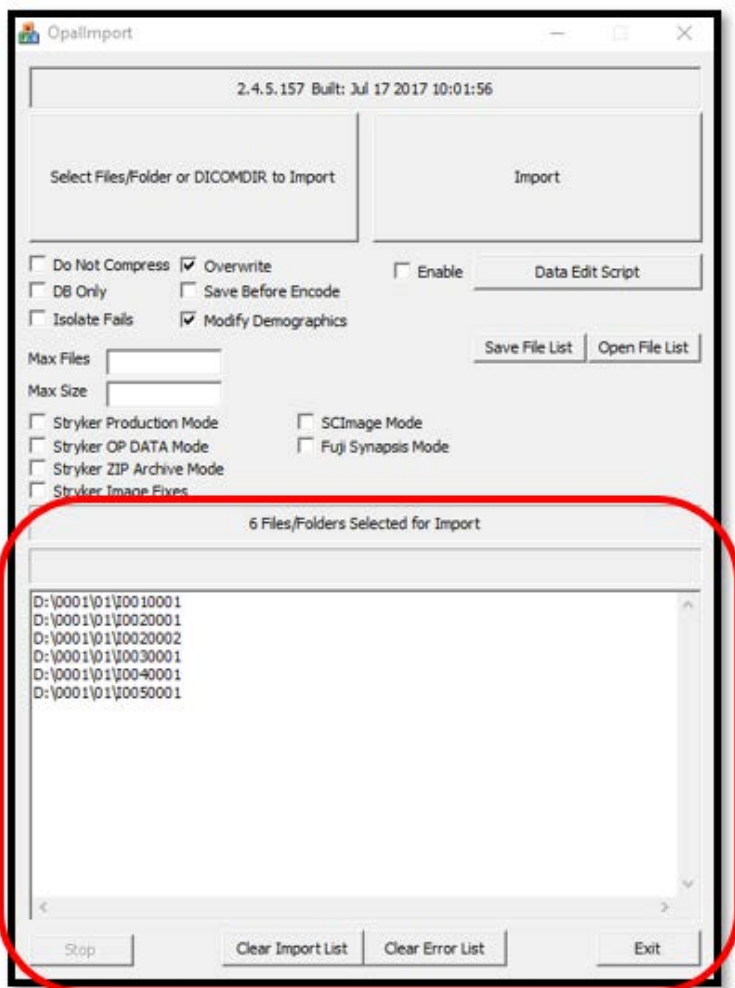 OpalImport
2.4.5.157 Built: Jul 17 2017 10:01:56
Select Files/Folder or DICOMDIR to Import Import
Do Not Compress Overwrite Enable Data Edit Script
DB Only Save Before Encode
Isolate Fails Modify Demographics
Save File List Open File List
Max Files
Max Size
Stryker Production Mode SCImage Mode
Stryker OP DATA Mode Fuji Synapsis Mode
Stryker ZIP Archive Mode
Stryker Image Fixes
6 Files/Folders Selected for Import
D:\0001\01\I0010001
D:\0001\01\I0020001
D:\0001\01\I0020002
D:\0001\01\I0030001
D:\0001\01\I0040001
D:\0001\01\I0050001
Stop Clear Import List Clear Error List Exit